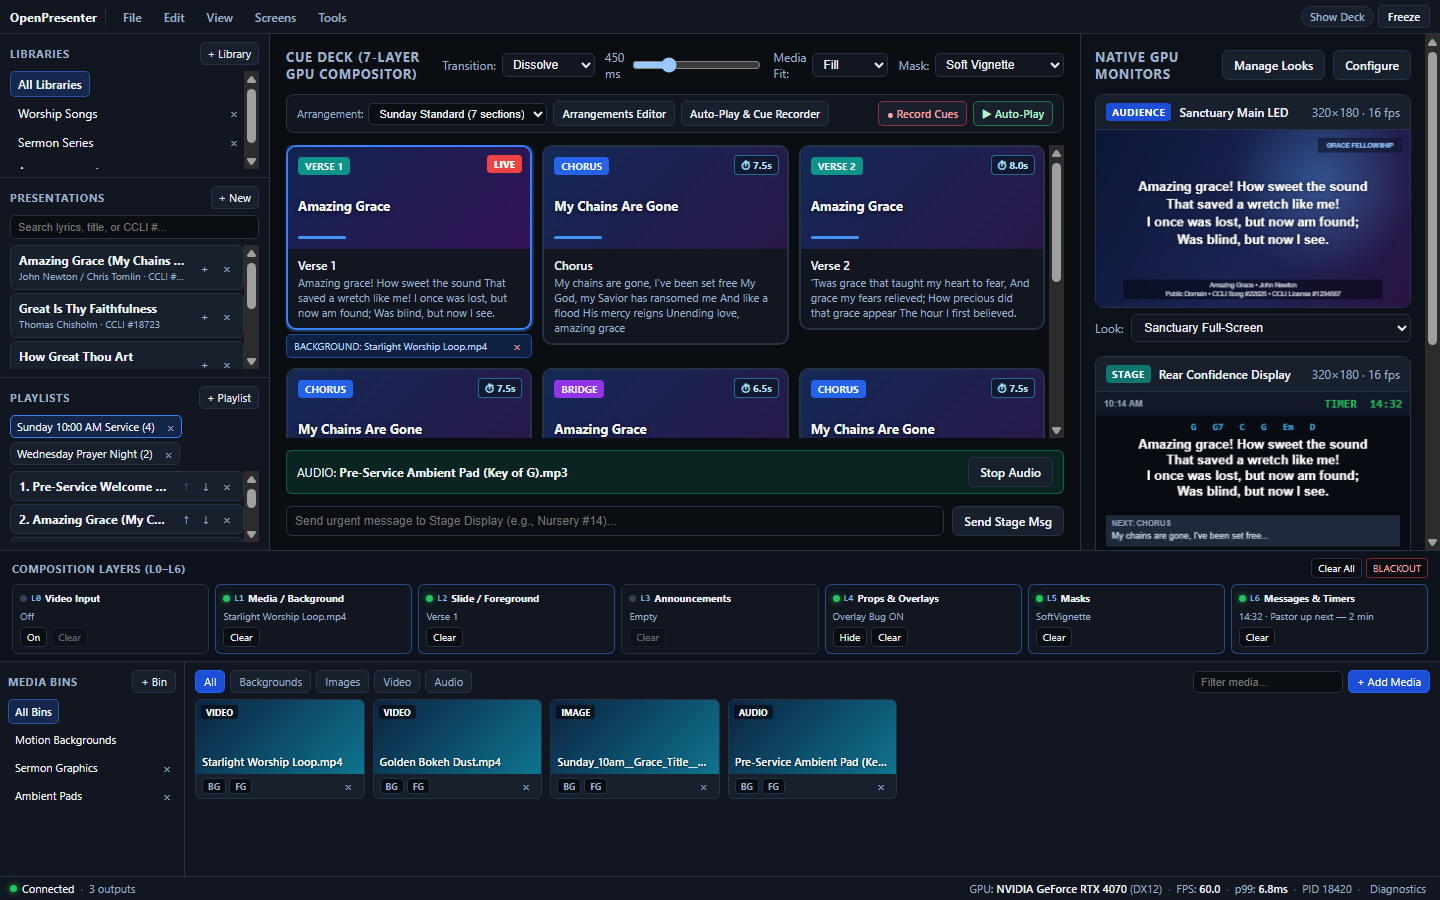 OpenPresenter
File
Edit
View
Screens
Tools
Show Deck
Freeze
LIBRARIES
+ Library
All Libraries
Worship Songs
×
Sermon Series
×
PRESENTATIONS
+ New
Search lyrics, title, or CCLI #...
Amazing Grace (My Chains ...
John Newton / Chris Tomlin · CCLI #...
+ ×
Great Is Thy Faithfulness
Thomas Chisholm · CCLI #18723
+ ×
How Great Thou Art
+ ×
PLAYLISTS
+ Playlist
Sunday 10:00 AM Service (4) ×
Wednesday Prayer Night (2) ×
1. Pre-Service Welcome ... ↑ ↓ ×
2. Amazing Grace (My C... ↑ ↓ ×
CUE DECK (7-LAYER
GPU COMPOSITOR)
Transition:
Dissolve
450
ms
Media
Fit:
Fill
Mask:
Soft Vignette
Arrangement:
Sunday Standard (7 sections)
Arrangements Editor
Auto-Play & Cue Recorder
● Record Cues
▶ Auto-Play
VERSE 1
LIVE
Amazing Grace
Verse 1
Amazing grace! How sweet the sound That
saved a wretch like me! I once was lost, but
now am found; Was blind, but now I see.
BACKGROUND: Starlight Worship Loop.mp4 ×
CHORUS
⏱ 7.5s
My Chains Are Gone
Chorus
My chains are gone, I've been set free My
God, my Savior has ransomed me And like a
flood His mercy reigns Unending love,
amazing grace
VERSE 2
⏱ 8.0s
Amazing Grace
Verse 2
'Twas grace that taught my heart to fear, And
grace my fears relieved; How precious did
that grace appear The hour I first believed.
CHORUS
⏱ 7.5s
My Chains Are Gone
BRIDGE
⏱ 6.5s
Amazing Grace
CHORUS
⏱ 7.5s
My Chains Are Gone
AUDIO: Pre-Service Ambient Pad (Key of G).mp3
Stop Audio
Send urgent message to Stage Display (e.g., Nursery #14)...
Send Stage Msg
NATIVE GPU
MONITORS
Manage Looks
Configure
AUDIENCE
Sanctuary Main LED
320×180 · 16 fps
GRACE FELLOWSHIP
Amazing grace! How sweet the sound
That saved a wretch like me!
I once was lost, but now am found;
Was blind, but now I see.
Amazing Grace • John Newton
Public Domain • CCLI Song #22025 • CCLI License #1234567
Look:
Sanctuary Full-Screen
STAGE
Rear Confidence Display
320×180 · 16 fps
10:14 AM
TIMER 14:32
G G7 C G Em D
Amazing grace! How sweet the sound
That saved a wretch like me!
I once was lost, but now am found;
Was blind, but now I see.
NEXT: CHORUS
My chains are gone, I've been set free...
COMPOSITION LAYERS (L0–L6)
Clear All
BLACKOUT
L0 Video Input
Off
On
Clear
L1 Media / Background
Starlight Worship Loop.mp4
Clear
L2 Slide / Foreground
Verse 1
Clear
L3 Announcements
Empty
Clear
L4 Props & Overlays
Overlay Bug ON
Hide
Clear
L5 Masks
SoftVignette
Clear
L6 Messages & Timers
14:32 · Pastor up next — 2 min
Clear
MEDIA BINS
+ Bin
All Bins
Motion Backgrounds
Sermon Graphics ×
Ambient Pads ×
All
Backgrounds
Images
Video
Audio
Filter media...
+ Add Media
VIDEO
Starlight Worship Loop.mp4
BG FG ×
VIDEO
Golden Bokeh Dust.mp4
BG FG ×
IMAGE
Sunday_10am__Grace_Title__...
BG FG ×
AUDIO
Pre-Service Ambient Pad (Ke...
BG FG ×
Connected · 3 outputs
GPU: NVIDIA GeForce RTX 4070 (DX12) · FPS: 60.0 · p99: 6.8ms · PID 18420 · Diagnostics